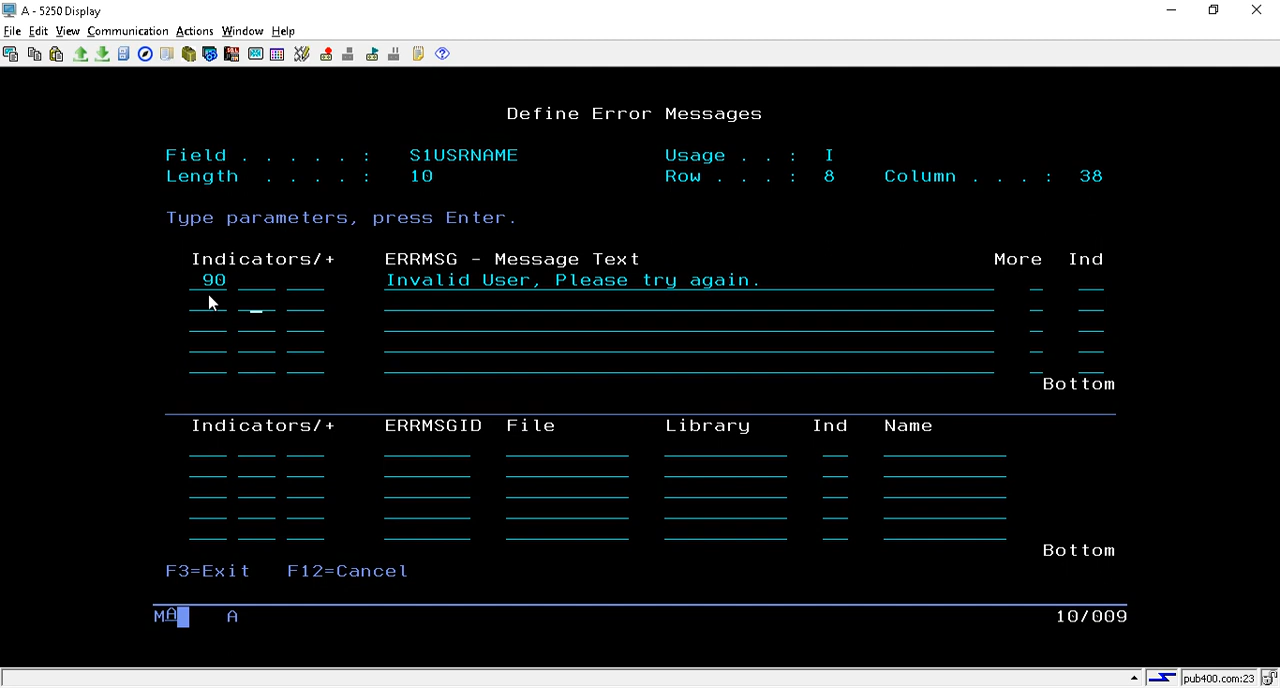 A - 5250 Display
File Edit View Communication Actions Window Help
Define Error Messages
Field . . . . . : S1USRNAME Usage . . : I
Length . . . . : 10 Row . . . : 8 Column . . . : 38
Type parameters, press Enter.
Indicators/+ ERRMSG - Message Text More Ind
90 Invalid User, Please try again.
Bottom
Indicators/+ ERRMSGID File Library Ind Name
Bottom
F3=Exit F12=Cancel
MA A 10/009
pub400.com:23